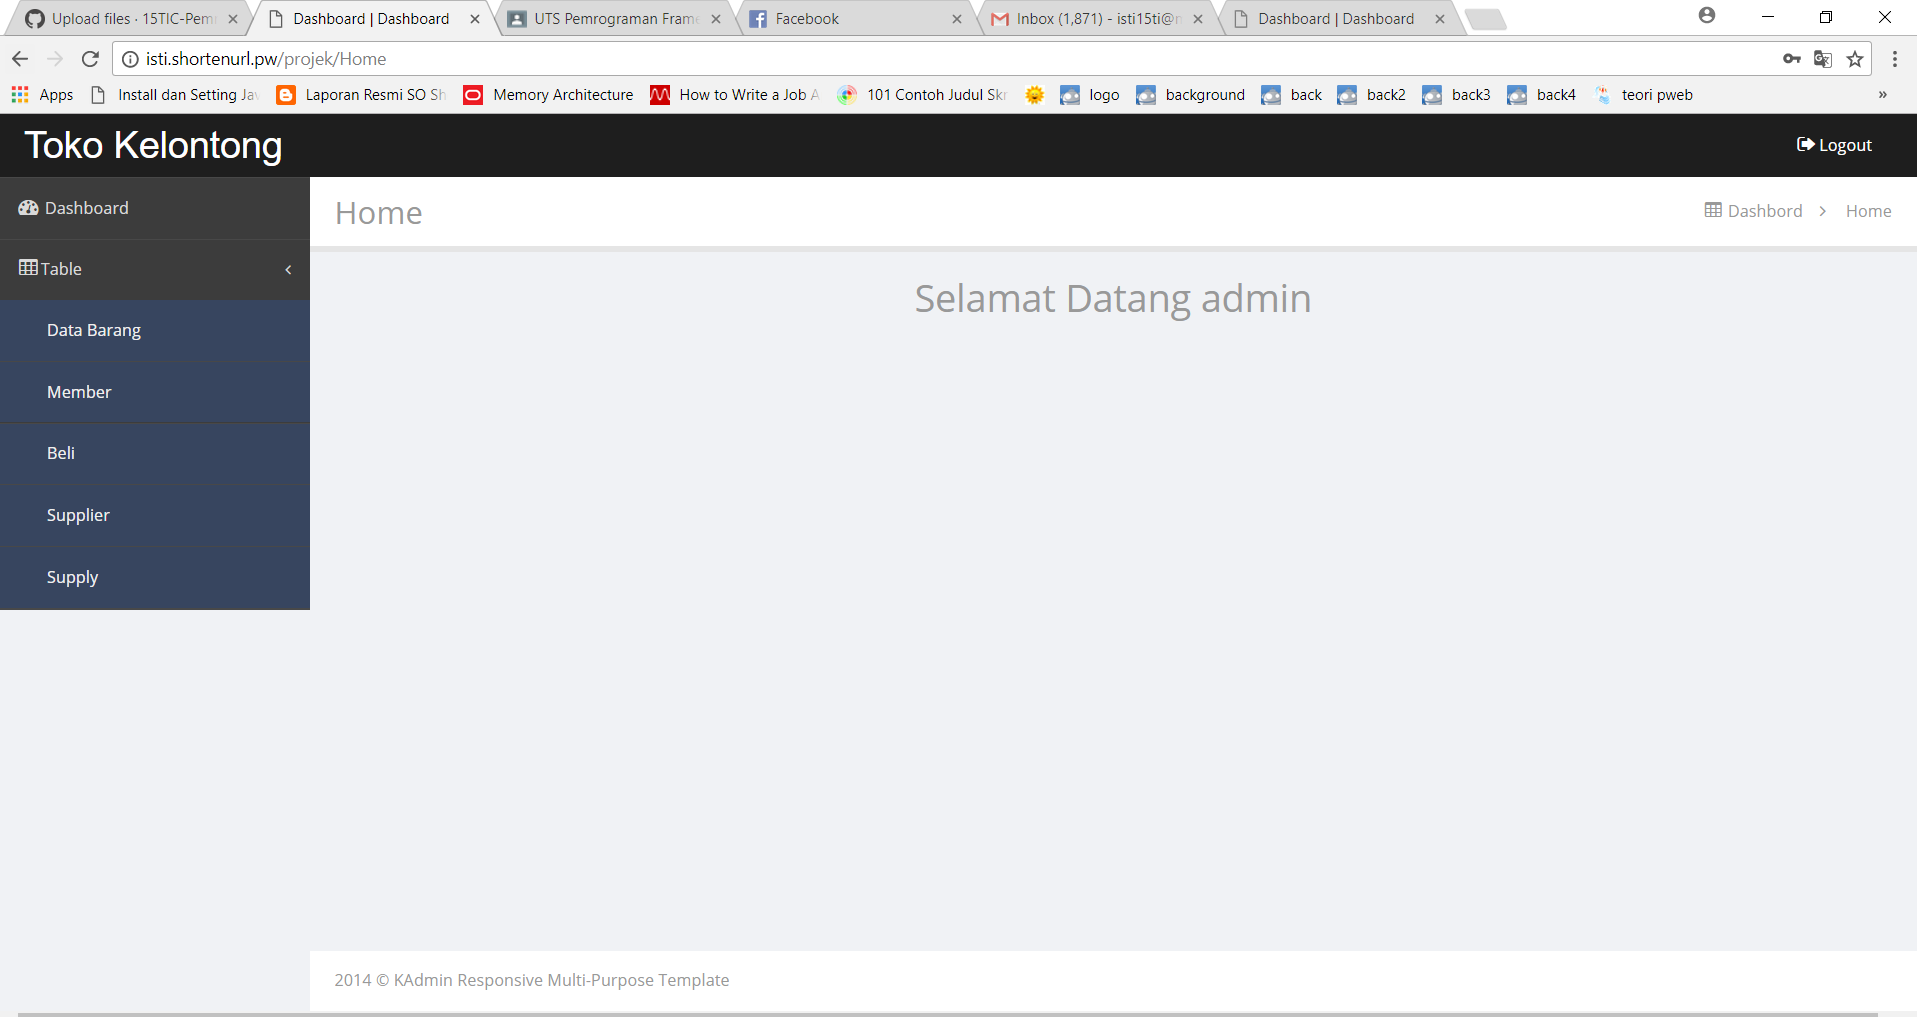 Upload files · 15TIC-Pem
Dashboard | Dashboard
UTS Pemrograman Frame
Facebook
Inbox (1,871) - isti15ti@
Dashboard | Dashboard
isti.shortenurl.pw/projek/Home
Apps
Install dan Setting Jav
Laporan Resmi SO Sh
Memory Architecture
How to Write a Job A
101 Contoh Judul Skr
logo
background
back
back2
back3
back4
teori pweb
»
Toko Kelontong
Logout
Dashboard
Table
Data Barang
Member
Beli
Supplier
Supply
Home
Dashbord > Home
Selamat Datang admin
2014 © KAdmin Responsive Multi-Purpose Template